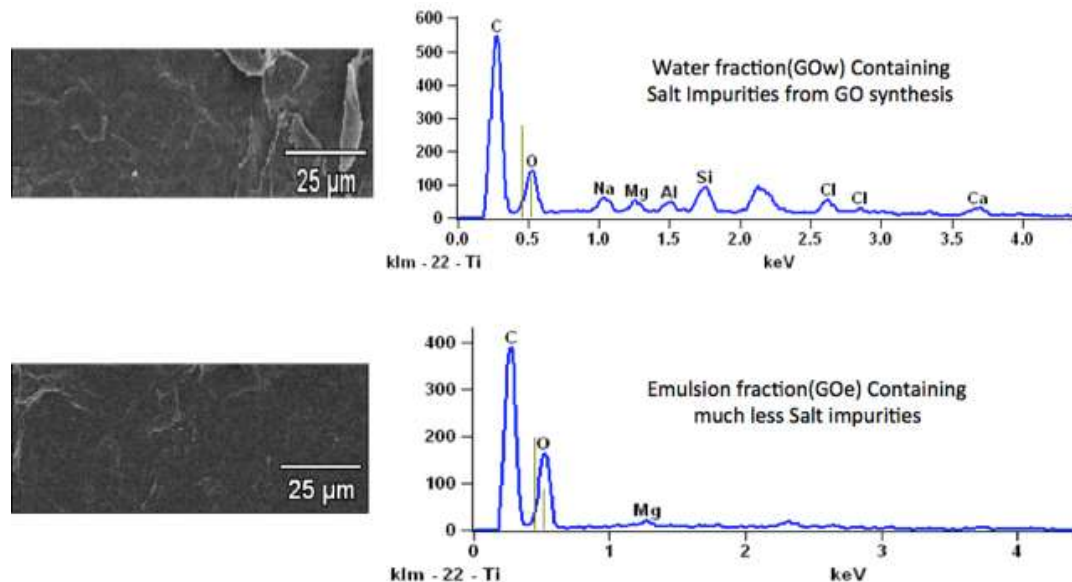 25 µm
600
500
400
300
200
100
0
C
O
Na
Mg
Al
Si
Cl
Cl
Ca
Water fraction(GOw) Containing
Salt Impurities from GO synthesis
0.0 0.5 1.0 1.5 2.0 2.5 3.0 3.5 4.0
klm - 22 - Ti
keV
25 µm
400
300
200
100
0
C
O
Mg
Emulsion fraction(GOe) Containing
much less Salt impurities
0 1 2 3 4
klm - 22 - Ti
keV